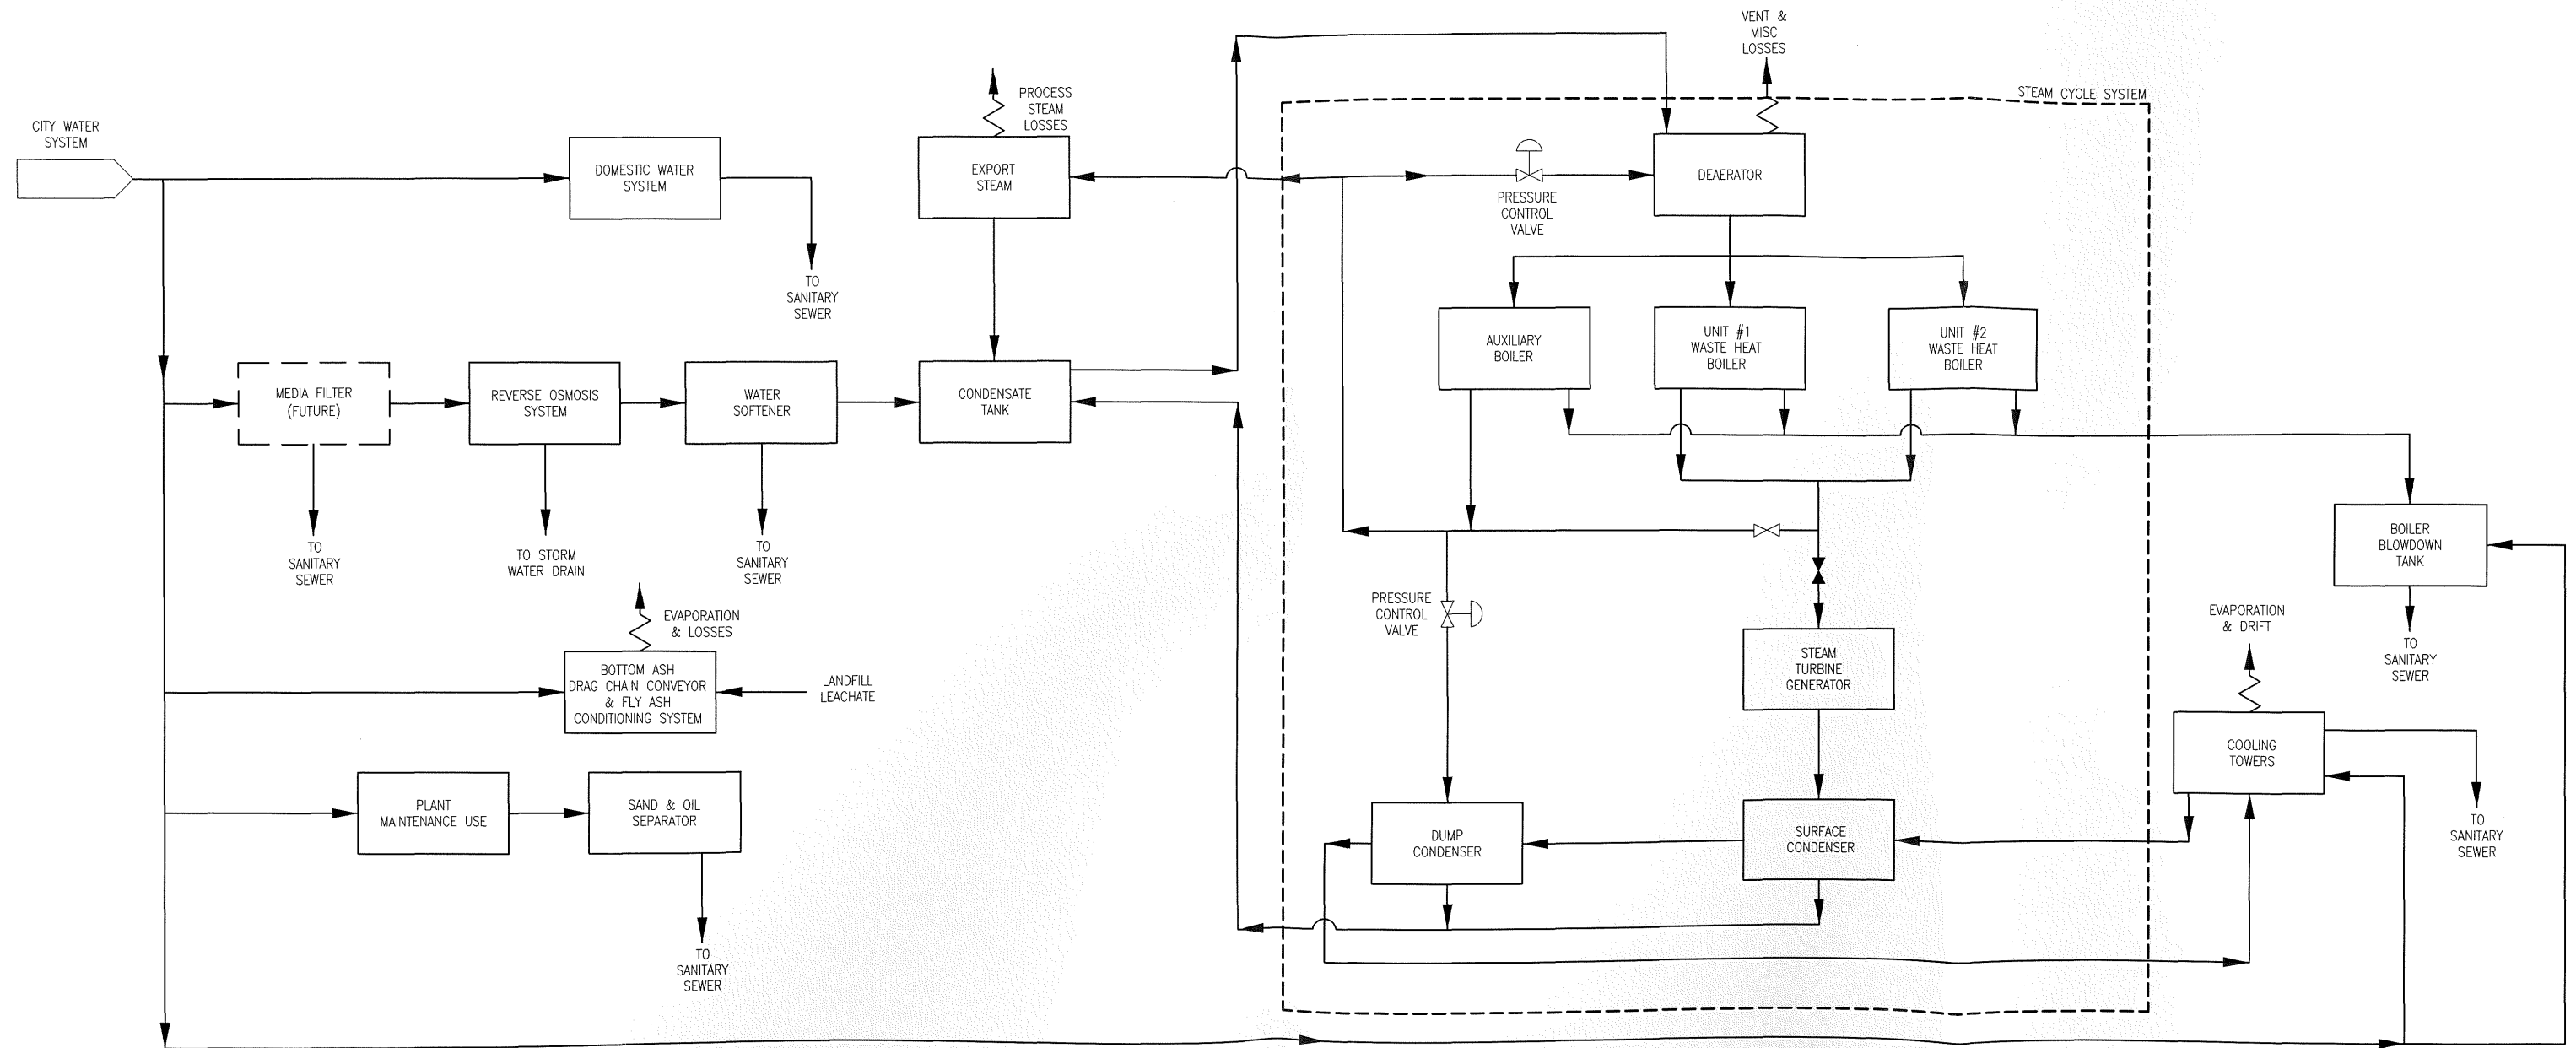 VENT &
MISC
LOSSES
STEAM CYCLE SYSTEM
PROCESS
STEAM
LOSSES
CITY WATER
SYSTEM
DOMESTIC WATER
SYSTEM
EXPORT
STEAM
DEAERATOR
PRESSURE
CONTROL
VALVE
TO
SANITARY
SEWER
AUXILIARY
BOILER
UNIT #1
WASTE HEAT
BOILER
UNIT #2
WASTE HEAT
BOILER
MEDIA FILTER
(FUTURE)
REVERSE OSMOSIS
SYSTEM
WATER
SOFTENER
CONDENSATE
TANK
TO
SANITARY
SEWER
TO STORM
WATER DRAIN
TO
SANITARY
SEWER
BOILER
BLOWDOWN
TANK
EVAPORATION
& LOSSES
PRESSURE
CONTROL
VALVE
EVAPORATION
& DRIFT
TO
SANITARY
SEWER
BOTTOM ASH
DRAG CHAIN CONVEYOR
& FLY ASH
CONDITIONING SYSTEM
LANDFILL
LEACHATE
STEAM
TURBINE
GENERATOR
COOLING
TOWERS
PLANT
MAINTENANCE USE
SAND & OIL
SEPARATOR
DUMP
CONDENSER
SURFACE
CONDENSER
TO
SANITARY
SEWER
TO
SANITARY
SEWER